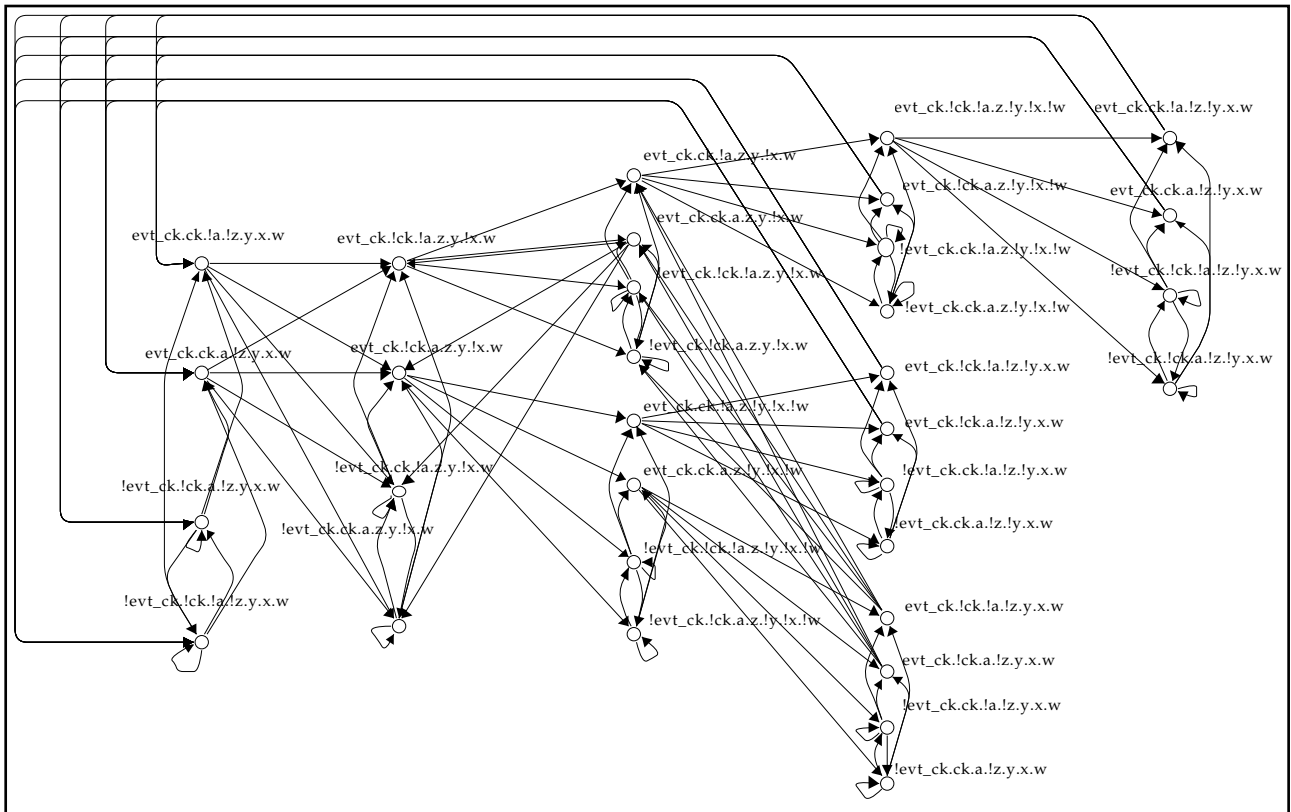 evt_ck.ck.!a.!z.y.x.w
evt_ck.ck.a.!z.y.x.w
!evt_ck.!ck.a.!z.y.x.w
!evt_ck.!ck.!a.!z.y.x.w
evt_ck.!ck.!a.z.y.!x.w
evt_ck.!ck.a.z.y.!x.w
!evt_ck.ck.!a.z.y.!x.w
!evt_ck.ck.a.z.y.!x.w
evt_ck.ck.!a.z.y.!x.w
evt_ck.ck.a.z.y.!x.w
!evt_ck.!ck.!a.z.y.!x.w
!evt_ck.!ck.a.z.y.!x.w
evt_ck.ck.!a.z.!y.!x.!w
evt_ck.ck.a.z.!y.!x.!w
!evt_ck.!ck.!a.z.!y.!x.!w
!evt_ck.!ck.a.z.!y.!x.!w
evt_ck.!ck.!a.z.!y.!x.!w
evt_ck.!ck.a.z.!y.!x.!w
!evt_ck.ck.!a.z.!y.!x.!w
!evt_ck.ck.a.z.!y.!x.!w
evt_ck.!ck.!a.!z.!y.x.w
evt_ck.!ck.a.!z.!y.x.w
!evt_ck.ck.!a.!z.!y.x.w
!evt_ck.ck.a.!z.!y.x.w
evt_ck.!ck.!a.!z.y.x.w
evt_ck.!ck.a.!z.y.x.w
!evt_ck.ck.!a.!z.y.x.w
!evt_ck.ck.a.!z.y.x.w
evt_ck.ck.!a.!z.!y.x.w
evt_ck.ck.a.!z.!y.x.w
!evt_ck.!ck.!a.!z.!y.x.w
!evt_ck.!ck.a.!z.!y.x.w